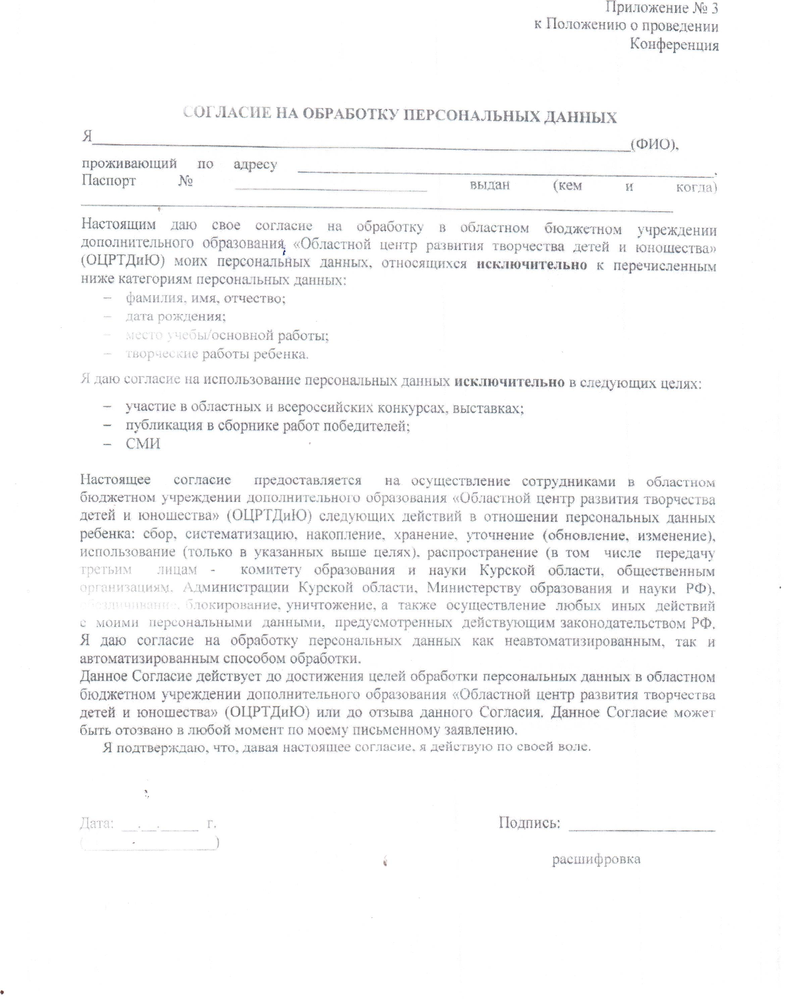 Приложение № 3
к Положению о проведении
Конференция
СОГЛАСИЕ НА ОБРАБОТКУ ПЕРСОНАЛЬНЫХ ДАННЫХ
Я______________________________(ФИО),
проживающий по адресу ______________________________.
Паспорт № ____________________ выдан (кем и когда)
______________________________
Настоящим даю свое согласие на обработку в областном бюджетном учреждении
дополнительного образования, «Областной центр развития творчества детей и юношества»
(ОЦРТДиЮ) моих персональных данных, относящихся исключительно к перечисленным
ниже категориям персональных данных:
– фамилия, имя, отчество;
– дата рождения;
– место учебы/основной работы;
– творческие работы ребенка.
Я даю согласие на использование персональных данных исключительно в следующих целях:
– участие в областных и всероссийских конкурсах, выставках;
– публикация в сборнике работ победителей;
– СМИ
Настоящее согласие предоставляется на осуществление сотрудниками в областном
бюджетном учреждении дополнительного образования «Областной центр развития творчества
детей и юношества» (ОЦРТДиЮ) следующих действий в отношении персональных данных
ребенка: сбор, систематизацию, накопление, хранение, уточнение (обновление, изменение),
использование (только в указанных выше целях), распространение (в том числе передачу
третьим лицам - комитету образования и науки Курской области, общественным
организациям, Администрации Курской области, Министерству образования и науки РФ),
обезличивание, блокирование, уничтожение, а также осуществление любых иных действий
с моими персональными данными, предусмотренных действующим законодательством РФ.
Я даю согласие на обработку персональных данных как неавтоматизированным, так и
автоматизированным способом обработки.
Данное Согласие действует до достижения целей обработки персональных данных в областном
бюджетном учреждении дополнительного образования «Областной центр развития творчества
детей и юношества» (ОЦРТДиЮ) или до отзыва данного Согласия. Данное Согласие может
быть отозвано в любой момент по моему письменному заявлению.
Я подтверждаю, что, давая настоящее согласие, я действую по своей воле.
Дата: __.__._____ г. Подпись: ____________________
(__________________)
расшифровка